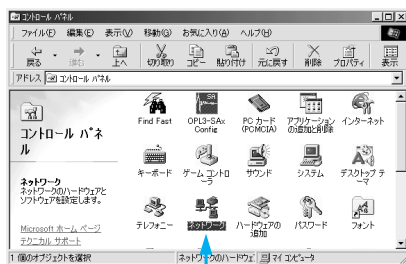 コントロール パネル
ファイル(F) 編集(E) 表示(V) 移動(G) お気に入り(A) ヘルプ(H)
戻る 進む 上へ 切り取り コピー 貼り付け 元に戻す 削除 プロパティ 表示
アドレス コントロール パネル
コントロール パネ
ル
ネットワーク
ネットワークのハードウェアと
ソフトウェアを設定します。
Microsoft ホーム ページ
テクニカル サポート
Find Fast
OPL3-SAx
Config
PC カード
(PCMCIA)
アプリケーション
の追加と削除
インターネット
キーボード
ゲーム コントロ
ーラ
サウンド
システム
デスクトップ テ
ーマ
テレフォニー
ネットワーク
ハードウェアの
追加
パスワード
フォント
1 個のオブジェクトを選択 ネットワークのハードウェ マイ コンピュータ